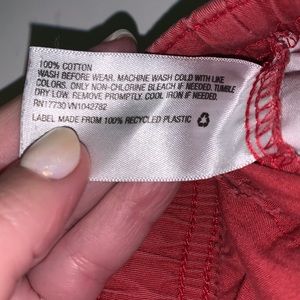 100% COTTON
WASH BEFORE WEAR. MACHINE WASH COLD WITH LIKE
COLORS. ONLY NON-CHLORINE BLEACH IF NEEDED. TUMBLE
DRY LOW. REMOVE PROMPTLY. COOL IRON IF NEEDED.
RN17730 VN1042782
LABEL MADE FROM 100% RECYCLED PLASTIC